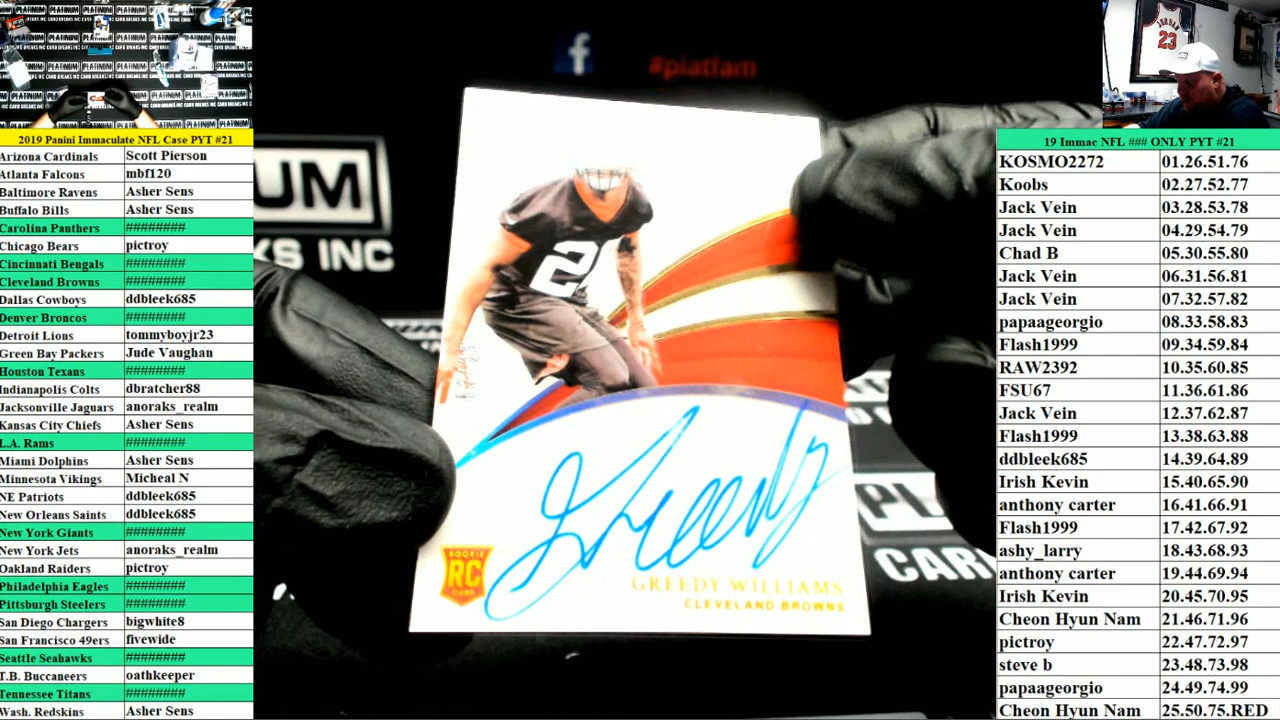 2019 Panini Immaculate NFL Case PYT #21
Arizona Cardinals Scott Pierson
Atlanta Falcons mbf120
Baltimore Ravens Asher Sens
Buffalo Bills Asher Sens
Carolina Panthers ########
Chicago Bears pictroy
Cincinnati Bengals ########
Cleveland Browns ########
Dallas Cowboys ddbleek685
Denver Broncos ########
Detroit Lions tommyboyjr23
Green Bay Packers Jude Vaughan
Houston Texans ########
Indianapolis Colts dbratcher88
Jacksonville Jaguars anoraks_realm
Kansas City Chiefs Asher Sens
L.A. Rams ########
Miami Dolphins Asher Sens
Minnesota Vikings Micheal N
NE Patriots ddbleek685
New Orleans Saints ddbleek685
New York Giants ########
New York Jets anoraks_realm
Oakland Raiders pictroy
Philadelphia Eagles ########
Pittsburgh Steelers ########
San Diego Chargers bigwhite8
San Francisco 49ers fivewide
Seattle Seahawks ########
T.B. Buccaneers oathkeeper
Tennessee Titans ########
Wash. Redskins Asher Sens
UM
KS INC
f
2
Greedy
ROOKIE
RC
CARD
GREEDY WILLIAMS
CLEVELAND BROWNS
PL
CAR
JORDAN
23
19 Immac NFL ### ONLY PYT #21
KOSMO2272 01.26.51.76
Koobs 02.27.52.77
Jack Vein 03.28.53.78
Jack Vein 04.29.54.79
Chad B 05.30.55.80
Jack Vein 06.31.56.81
Jack Vein 07.32.57.82
papaageorgio 08.33.58.83
Flash1999 09.34.59.84
RAW2392 10.35.60.85
FSU67 11.36.61.86
Jack Vein 12.37.62.87
Flash1999 13.38.63.88
ddbleek685 14.39.64.89
Irish Kevin 15.40.65.90
anthony carter 16.41.66.91
Flash1999 17.42.67.92
ashy_larry 18.43.68.93
anthony carter 19.44.69.94
Irish Kevin 20.45.70.95
Cheon Hyun Nam 21.46.71.96
pictroy 22.47.72.97
steve b 23.48.73.98
papaageorgio 24.49.74.99
Cheon Hyun Nam 25.50.75.RED